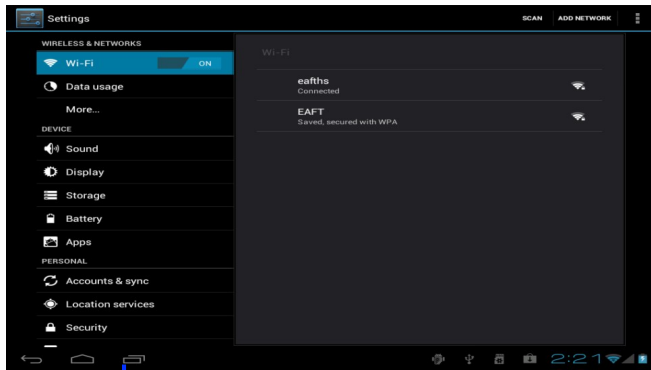 Settings
SCAN
ADD NETWORK
WIRELESS & NETWORKS
Wi-Fi
ON
Data usage
More...
DEVICE
Sound
Display
Storage
Battery
Apps
PERSONAL
Accounts & sync
Location services
Security
Wi-Fi
eafths
Connected
EAFT
Saved, secured with WPA
2:21